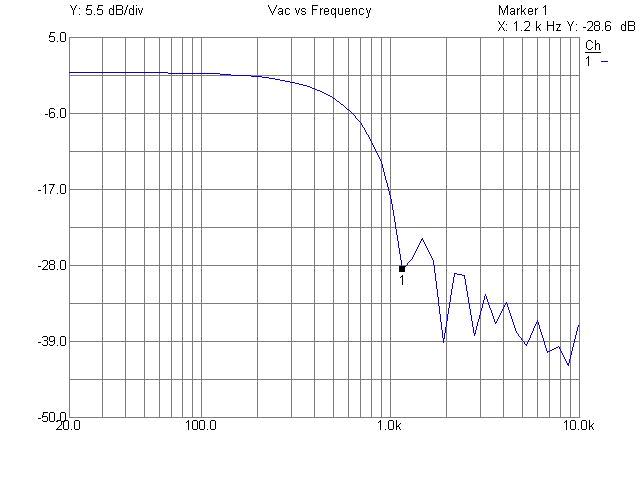 Y: 5.5 dB/div Vac vs Frequency Marker 1
X: 1.2 k Hz Y: -28.6 dB
5.0
Ch
1 –
-6.0
-17.0
-28.0
1
-39.0
-50.0
20.0 100.0 1.0k 10.0k